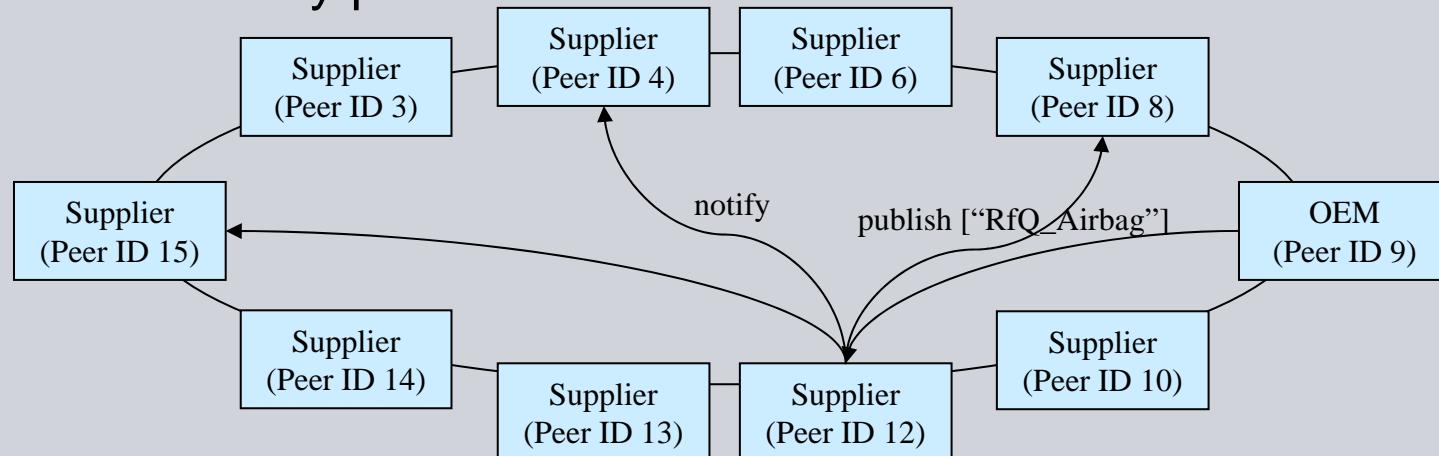 Supplier
(Peer ID 4)
Supplier
(Peer ID 6)
Supplier
(Peer ID 3)
Supplier
(Peer ID 8)
Supplier
(Peer ID 15)
notify
publish [“RfQ_Airbag”]
OEM
(Peer ID 9)
Supplier
(Peer ID 14)
Supplier
(Peer ID 10)
Supplier
(Peer ID 13)
Supplier
(Peer ID 12)